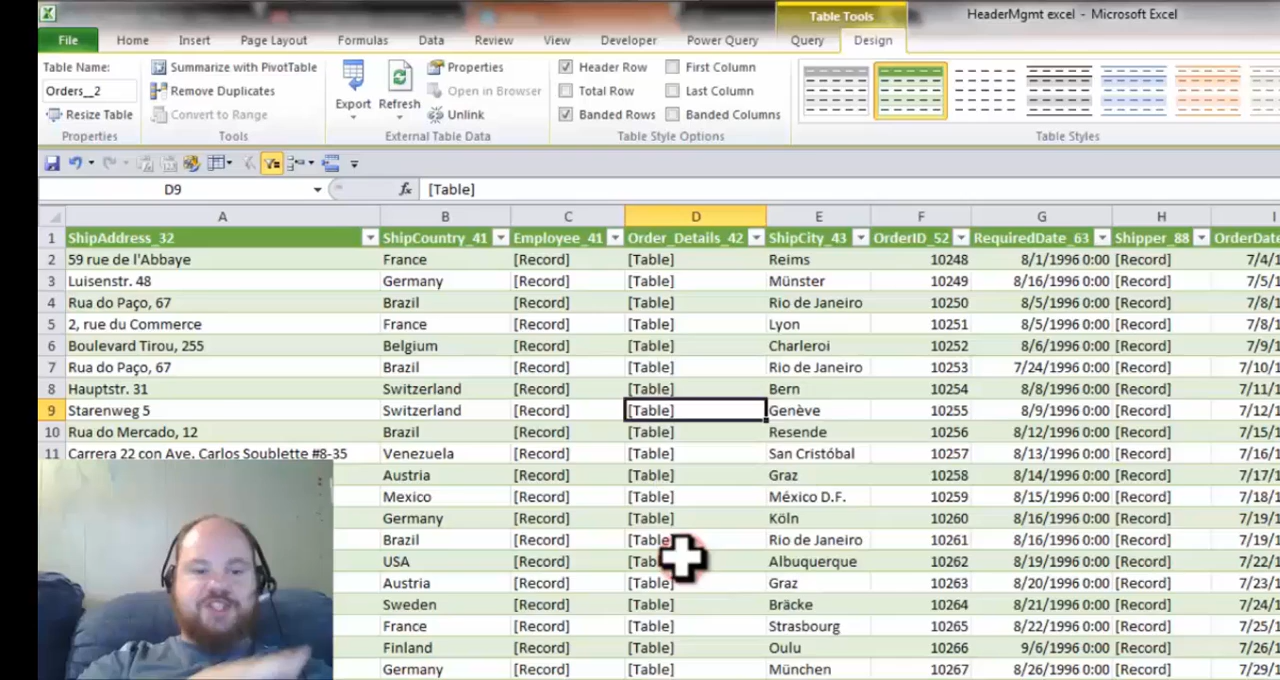 Table Tools
HeaderMgmt excel - Microsoft Excel
File Home Insert Page Layout Formulas Data Review View Developer Power Query Query Design
Table Name:
Orders__2
Resize Table
Properties
Summarize with PivotTable
Remove Duplicates
Convert to Range
Tools
Export Refresh
Properties
Open in Browser
Unlink
External Table Data
Header Row First Column
Total Row Last Column
Banded Rows Banded Columns
Table Style Options
Table Styles
D9 fx [Table]
A B C D E F G H I
1 ShipAddress_32 ShipCountry_41 Employee_41 Order_Details_42 ShipCity_43 OrderID_52 RequiredDate_63 Shipper_88 OrderDat
2 59 rue de l'Abbaye France [Record] [Table] Reims 10248 8/1/1996 0:00 [Record] 7/4/1
3 Luisenstr. 48 Germany [Record] [Table] Münster 10249 8/16/1996 0:00 [Record] 7/5/1
4 Rua do Paço, 67 Brazil [Record] [Table] Rio de Janeiro 10250 8/5/1996 0:00 [Record] 7/8/1
5 2, rue du Commerce France [Record] [Table] Lyon 10251 8/5/1996 0:00 [Record] 7/8/1
6 Boulevard Tirou, 255 Belgium [Record] [Table] Charleroi 10252 8/6/1996 0:00 [Record] 7/9/1
7 Rua do Paço, 67 Brazil [Record] [Table] Rio de Janeiro 10253 7/24/1996 0:00 [Record] 7/10/1
8 Hauptstr. 31 Switzerland [Record] [Table] Bern 10254 8/8/1996 0:00 [Record] 7/11/1
9 Starenweg 5 Switzerland [Record] [Table] Genève 10255 8/9/1996 0:00 [Record] 7/12/1
10 Rua do Mercado, 12 Brazil [Record] [Table] Resende 10256 8/12/1996 0:00 [Record] 7/15/1
11 Carrera 22 con Ave. Carlos Soublette #8-35 Venezuela [Record] [Table] San Cristóbal 10257 8/13/1996 0:00 [Record] 7/16/1
Austria [Record] [Table] Graz 10258 8/14/1996 0:00 [Record] 7/17/1
Mexico [Record] [Table] México D.F. 10259 8/15/1996 0:00 [Record] 7/18/1
Germany [Record] [Table] Köln 10260 8/16/1996 0:00 [Record] 7/19/1
Brazil [Record] [Table Rio de Janeiro 10261 8/16/1996 0:00 [Record] 7/19/1
USA [Record] [Tab Albuquerque 10262 8/19/1996 0:00 [Record] 7/22/1
Austria [Record] [Table] Graz 10263 8/20/1996 0:00 [Record] 7/23/1
Sweden [Record] [Table] Bräcke 10264 8/21/1996 0:00 [Record] 7/24/1
France [Record] [Table] Strasbourg 10265 8/22/1996 0:00 [Record] 7/25/1
Finland [Record] [Table] Oulu 10266 9/6/1996 0:00 [Record] 7/26/1
Germany [Record] [Table] München 10267 8/26/1996 0:00 [Record] 7/29/1